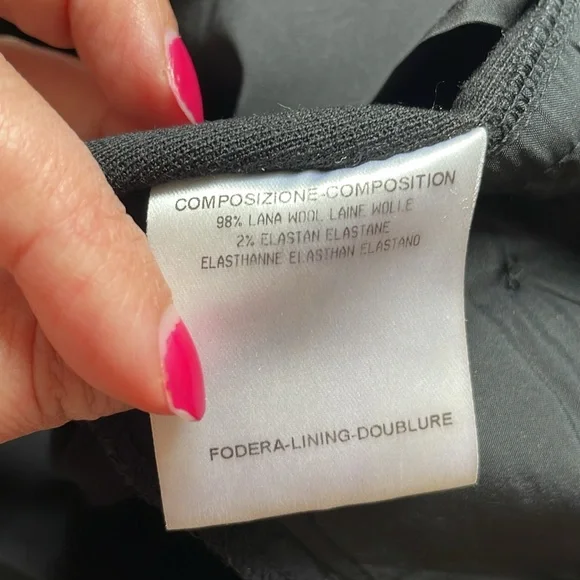 COMPOSIZIONE-COMPOSITION
98% LANA WOOL LAINE WOLLE
2% ELASTAN ELASTANE
ELASTHANNE ELASTHAN ELASTANO
FODERA-LINING-DOUBLURE